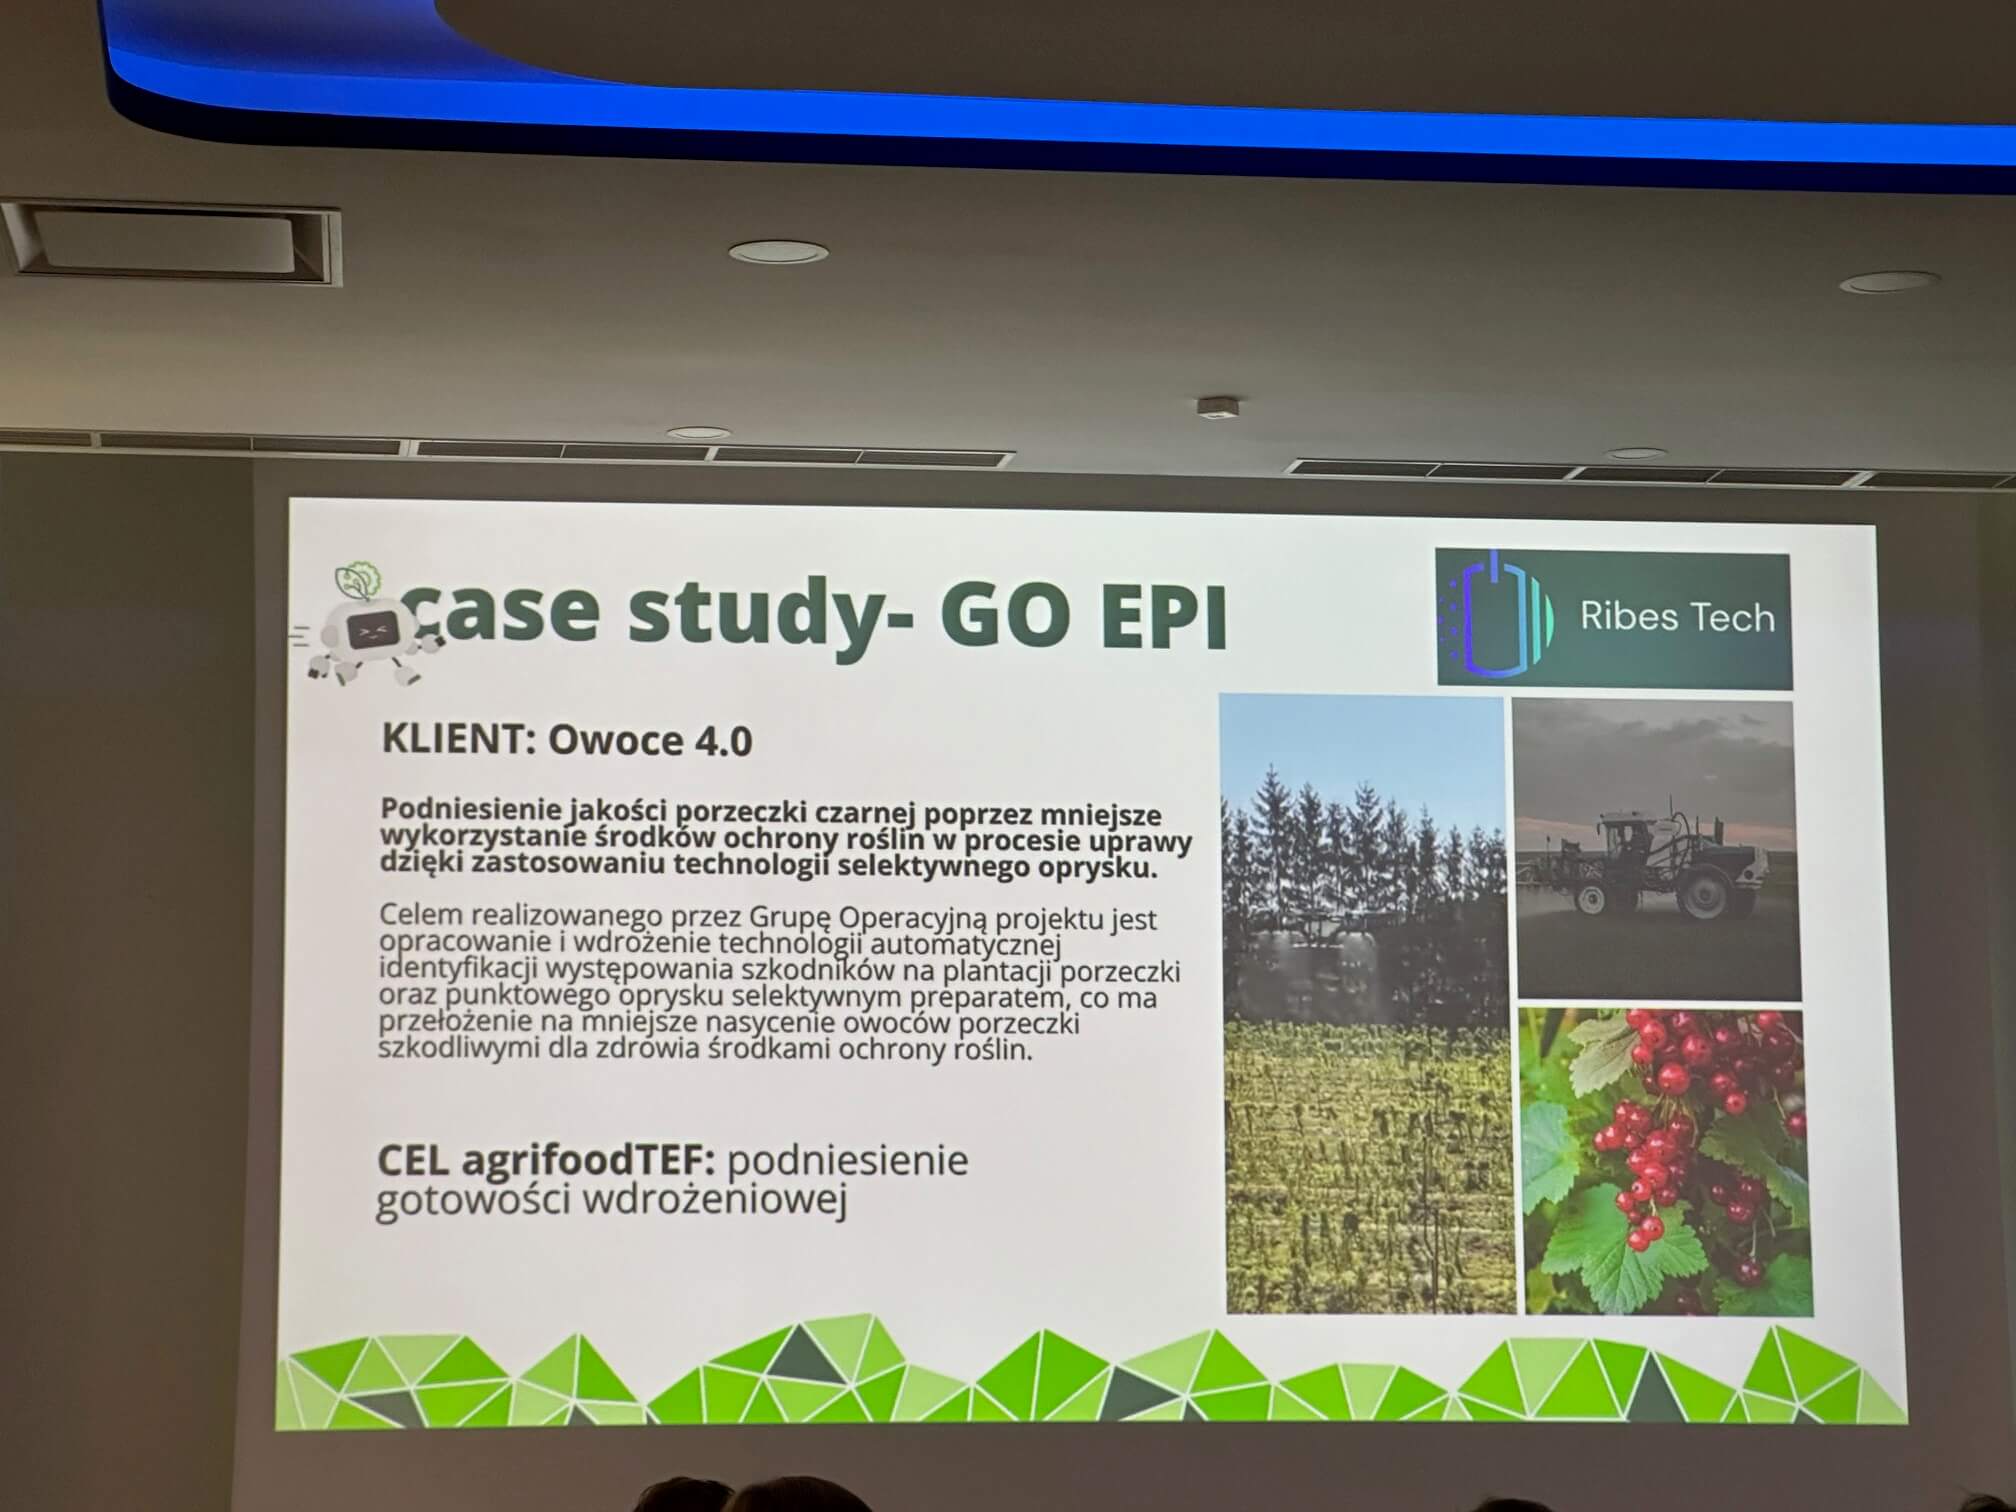 case study- GO EPI
Ribes Tech
KLIENT: Owoce 4.0
Podniesienie jakości porzeczki czarnej poprzez mniejsze
wykorzystanie środków ochrony roślin w procesie uprawy
dzięki zastosowaniu technologii selektywnego oprysku.
Celem realizowanego przez Grupę Operacyjną projektu jest
opracowanie i wdrożenie technologii automatycznej
identyfikacji występowania szkodników na plantacji porzeczki
oraz punktowego oprysku selektywnym preparatem, co ma
przełożenie na mniejsze nasycenie owoców porzeczki
szkodliwymi dla zdrowia środkami ochrony roślin.
CEL agrifoodTEF: podniesienie
gotowości wdrożeniowej